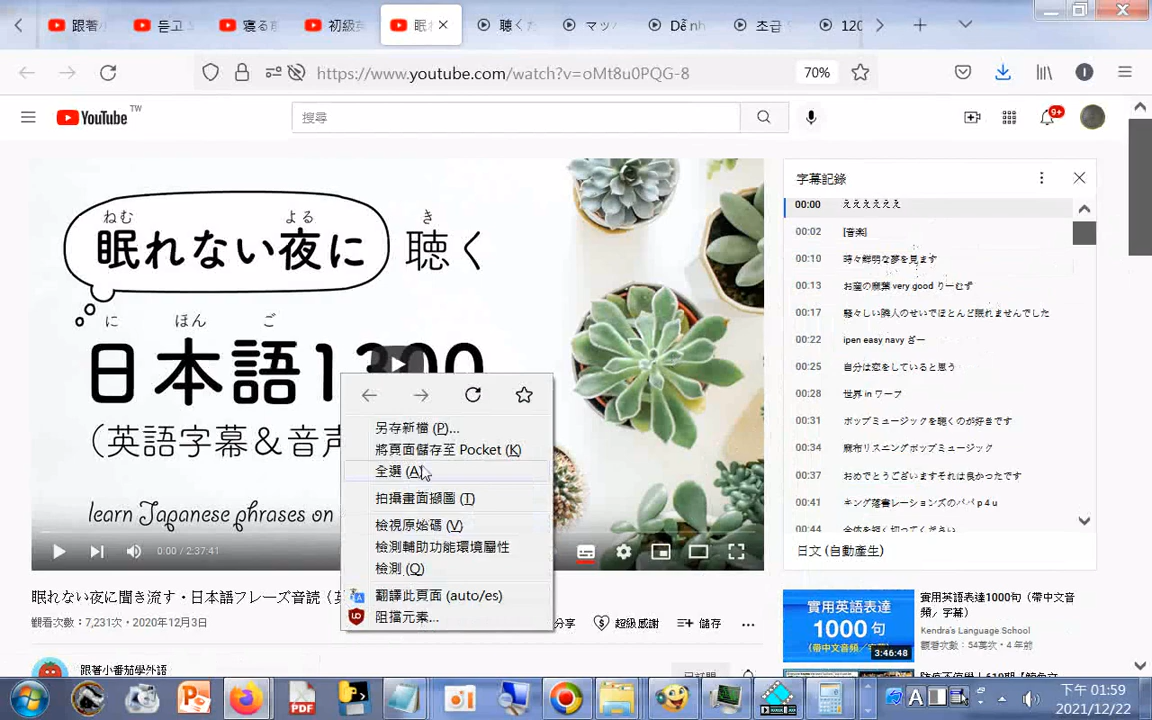 跟著小
듣고
寝る前
初級英
眠れ
聴くた
マッ
Dễ nh
초급
120
https://www.youtube.com/watch?v=oMt8u0PQG-8
70%
YouTube TW
搜尋
9+
ねむ よる き
眠れない夜に 聴く
に ほん ご
日本語1300
（英語字幕＆音声
learn Japanese phrases on
0:00 / 2:37:41
另存新檔 (P)...
將頁面儲存至 Pocket (K)
全選 (A)
拍攝畫面擷圖 (T)
檢視原始碼 (V)
檢測輔助功能環境屬性
檢測 (Q)
翻譯此頁面 (auto/es)
阻擋元素...
字幕記錄
00:00 ええええええ
00:02 [音楽]
00:10 時々鮮明な夢を見ます
00:13 お産の願葉 very good りーむず
00:17 騒々しい隣人のせいでほとんど眠れませんでした
00:22 ipen easy navy ざー
00:25 自分は恋をしていると思う
00:28 世界 in ワーフ
00:31 ポップミュージックを聴くのが好きです
00:34 麻布リスニングポップミュージック
00:37 おめでとうございますそれは良かったです
00:41 キング落書レーションズのパパ p 4 u
00:44
日文 (自動產生)
眠れない夜に聞き流す・日本語フレーズ音読（
觀看次數：7,231次・2020年12月3日
分享
超級感謝
儲存
跟著小番茄學外語
已訂閱
實用英語表達
1000 句
(帶中文音頻／字幕)
3:46:48
實用英語表達1000句（帶中文音
頻／字幕）
Kendra's Language School
觀看次數：54萬次・4 年前
下午 01:59
2021/12/22